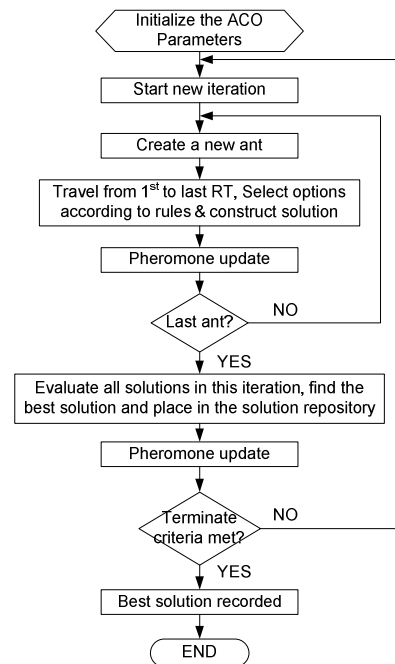 Initialize the ACO
Parameters
Start new iteration
Create a new ant
Travel from 1st to last RT, Select options
according to rules & construct solution
Pheromone update
Last ant?
NO
YES
Evaluate all solutions in this iteration, find the
best solution and place in the solution repository
Pheromone update
Terminate
criteria met?
NO
YES
Best solution recorded
END